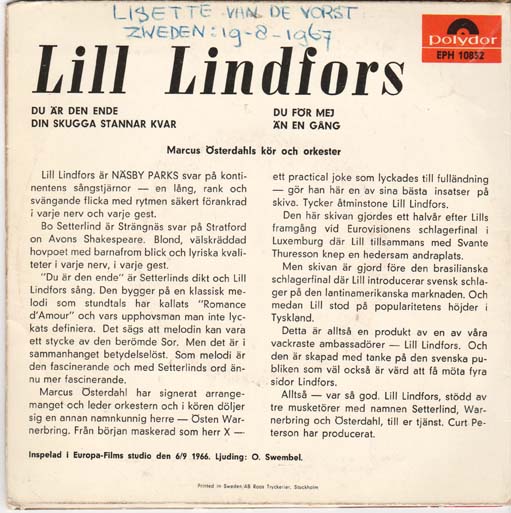 LISETTE VAN DE VORST
ZWEDEN: 19-8-1967
Polydor
EPH 10852
Lill Lindfors
DU ÄR DEN ENDE
DIN SKUGGA STANNAR KVAR
DU FÖR MEJ
ÄN EN GÅNG
Marcus Österdahls kör och orkester
Lill Lindfors är NÄSBY PARKS svar på konti-
nentens sångstjärnor — en lång, rank och
svängande flicka med rytmen säkert förankrad
i varje nerv och varje gest.
Bo Setterlind är Strängnäs svar på Stratford
on Avons Shakespeare. Blond, välskräddad
hovpoet med barnafrom blick och lyriska kvali-
teter i varje nerv, i varje gest.
"Du är den ende" är Setterlinds dikt och Lill
Lindfors sång. Den bygger på en klassisk me-
lodi som stundtals har kallats "Romance
d'Amour" och vars upphovsman man inte lyc-
kats definiera. Det sägs att melodin kan vara
ett stycke av den berömde Sor. Men det är i
sammanhanget betydelselöst. Som melodi är
den fascinerande och med Setterlinds ord än-
nu mer fascinerande.
Marcus Österdahl har signerat arrange-
manget och leder orkestern och i kören döljer
sig en annan namnkunnig herre — Östen War-
nerbring. Från början maskerad som herr X —
ett practical joke som lyckades till fulländning
— gör han här en av sina bästa insatser på
skiva. Tycker åtminstone Lill Lindfors.
Den här skivan gjordes ett halvår efter Lills
framgång vid Eurovisionens schlagerfinal i
Luxemburg där Lill tillsammans med Svante
Thuresson knep en hedersam andraplats.
Men skivan är gjord före den brasilianska
schlagerfinal där Lill introducerar svensk schla-
ger på den lantinamerikanska marknaden. Och
medan Lill stod på popularitetens höjder i
Tyskland.
Detta är alltså en produkt av en av våra
vackraste ambassadörer — Lill Lindfors. Och
den är skapad med tanke på den svenska pu-
bliken som väl också är värd att få möta fyra
sidor Lindfors.
Alltså — var så god. Lill Lindfors, stödd av
tre musketörer med namnen Setterlind, War-
nerbring och Österdahl, till er tjänst. Curt Pe-
terson har producerat.
Inspelad i Europa-Films studio den 6/9 1966. Ljuding: O. Swembel.
Printed in Sweden/AB Roos Tryckerier, Stockholm